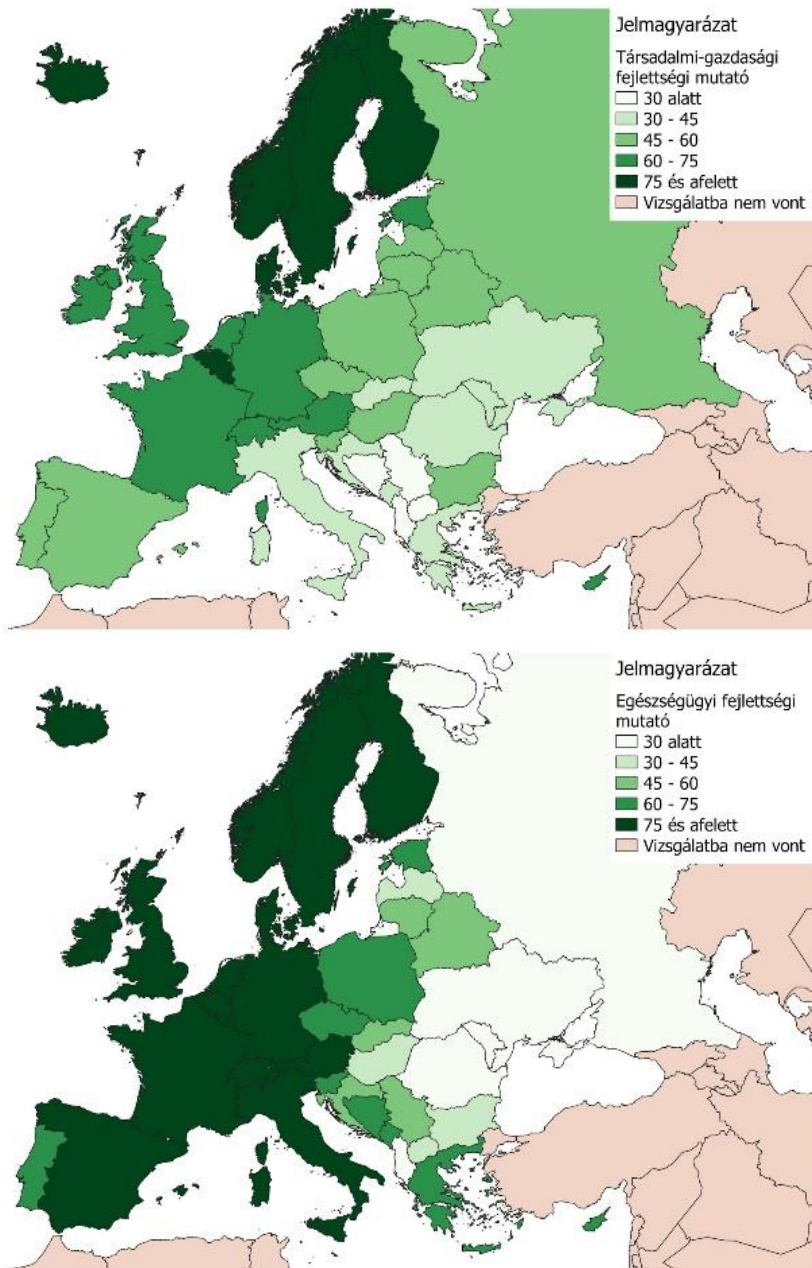 Jelmagyarázat
Társadalmi-gazdasági
fejlettségi mutató
30 alatt
30 - 45
45 - 60
60 - 75
75 és afelett
Vizsgálatba nem vont
Jelmagyarázat
Egészségügyi fejlettségi
mutató
30 alatt
30 - 45
45 - 60
60 - 75
75 és afelett
Vizsgálatba nem vont